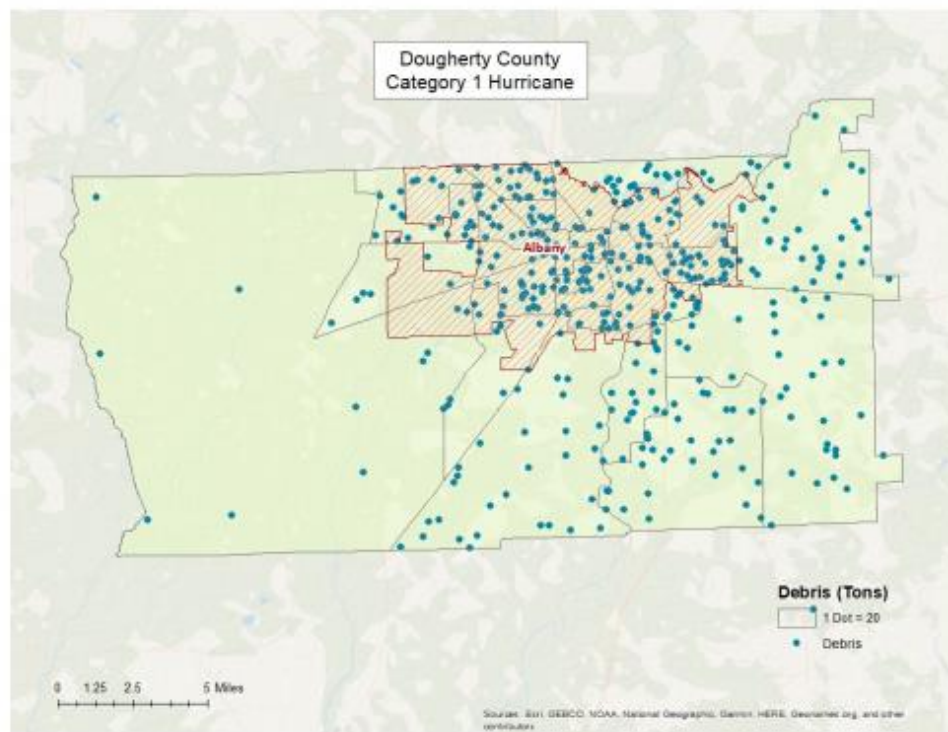 Dougherty County
Category 1 Hurricane
Albany
Debris (Tons)
1 Dot = 20
Debris
0 1.25 2.5 5 Miles
Sources: Esri, GEBCO, NOAA, National Geographic, Garmin, HERE, Geonames.org, and other
contributors